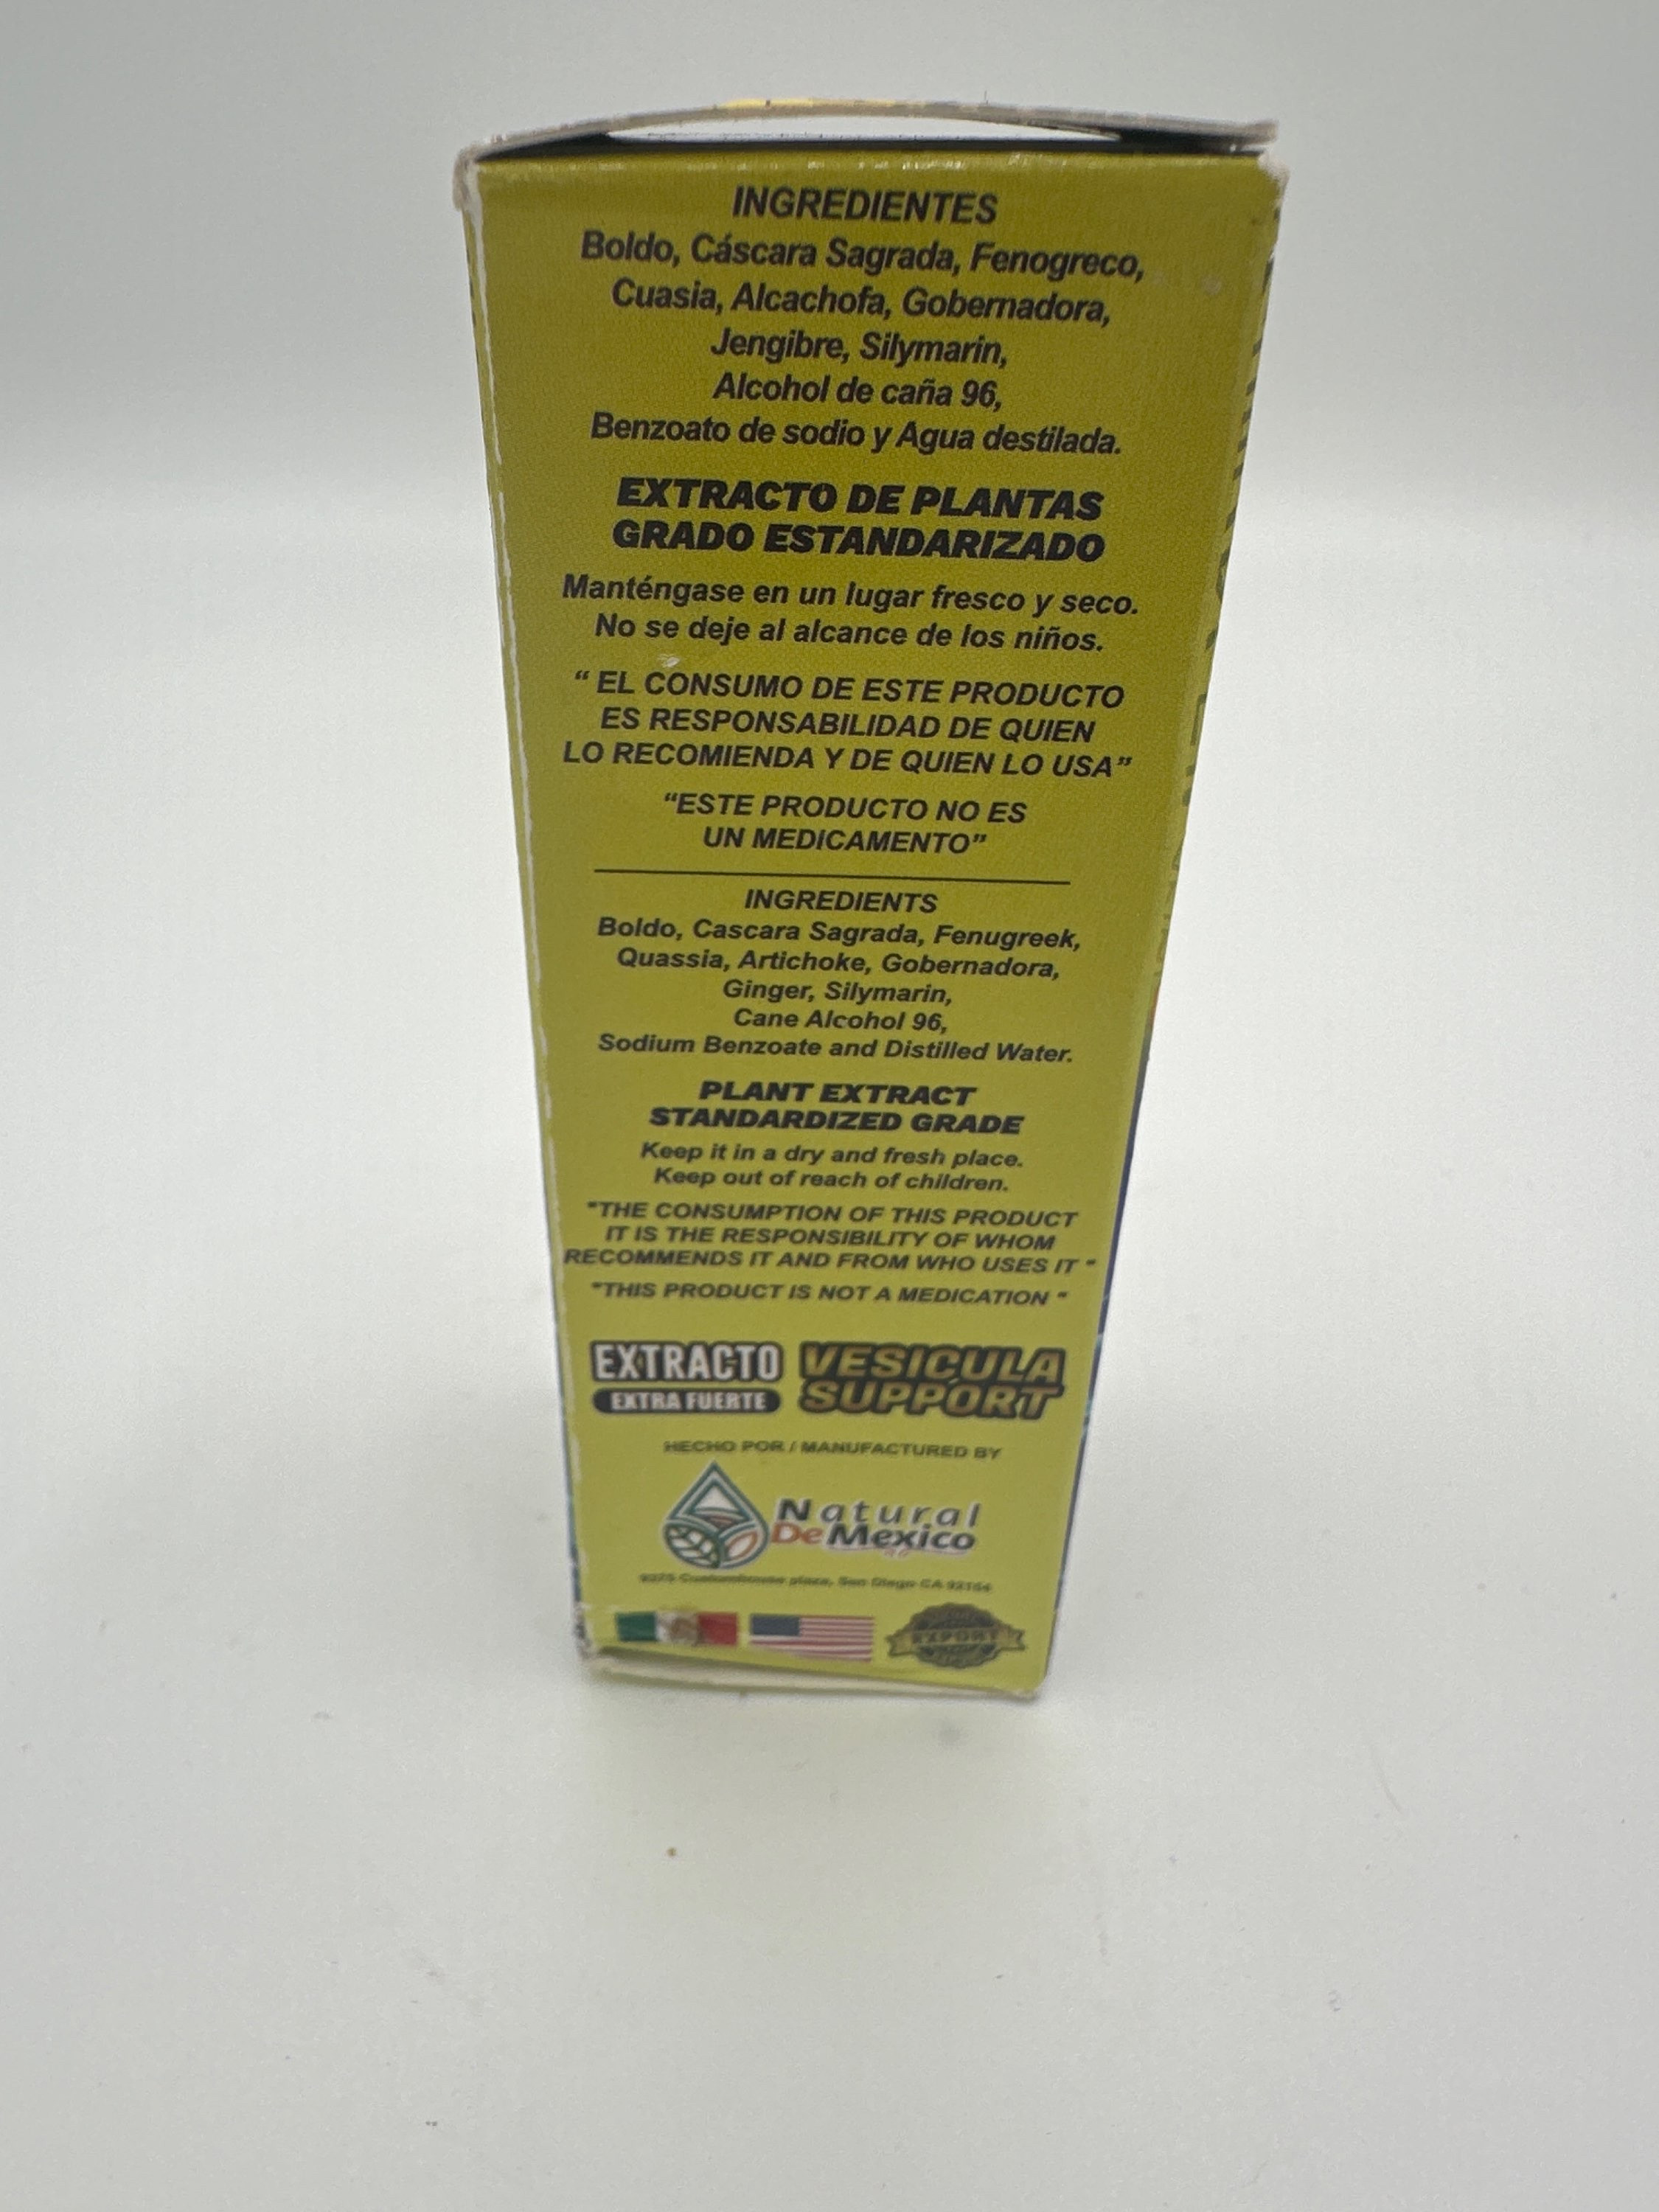 INGREDIENTES
Boldo, Cáscara Sagrada, Fenogreco,
Cuasia, Alcachofa, Gobernadora,
Jengibre, Silymarin,
Alcohol de caña 96,
Benzoato de sodio y Agua destilada.
EXTRACTO DE PLANTAS
GRADO ESTANDARIZADO
Manténgase en un lugar fresco y seco.
No se deje al alcance de los niños.
“ EL CONSUMO DE ESTE PRODUCTO
ES RESPONSABILIDAD DE QUIEN
LO RECOMIENDA Y DE QUIEN LO USA”
“ESTE PRODUCTO NO ES
UN MEDICAMENTO”
INGREDIENTS
Boldo, Cascara Sagrada, Fenugreek,
Quassia, Artichoke, Gobernadora,
Ginger, Silymarin,
Cane Alcohol 96,
Sodium Benzoate and Distilled Water.
PLANT EXTRACT
STANDARDIZED GRADE
Keep it in a dry and fresh place.
Keep out of reach of children.
"THE CONSUMPTION OF THIS PRODUCT
IT IS THE RESPONSIBILITY OF WHOM
RECOMMENDS IT AND FROM WHO USES IT "
"THIS PRODUCT IS NOT A MEDICATION "
EXTRACTO
EXTRA FUERTE
VESICULA
SUPPORT
HECHO POR / MANUFACTURED BY
Natural
De Mexico
plaza, San Diego CA 92154
EXPORT